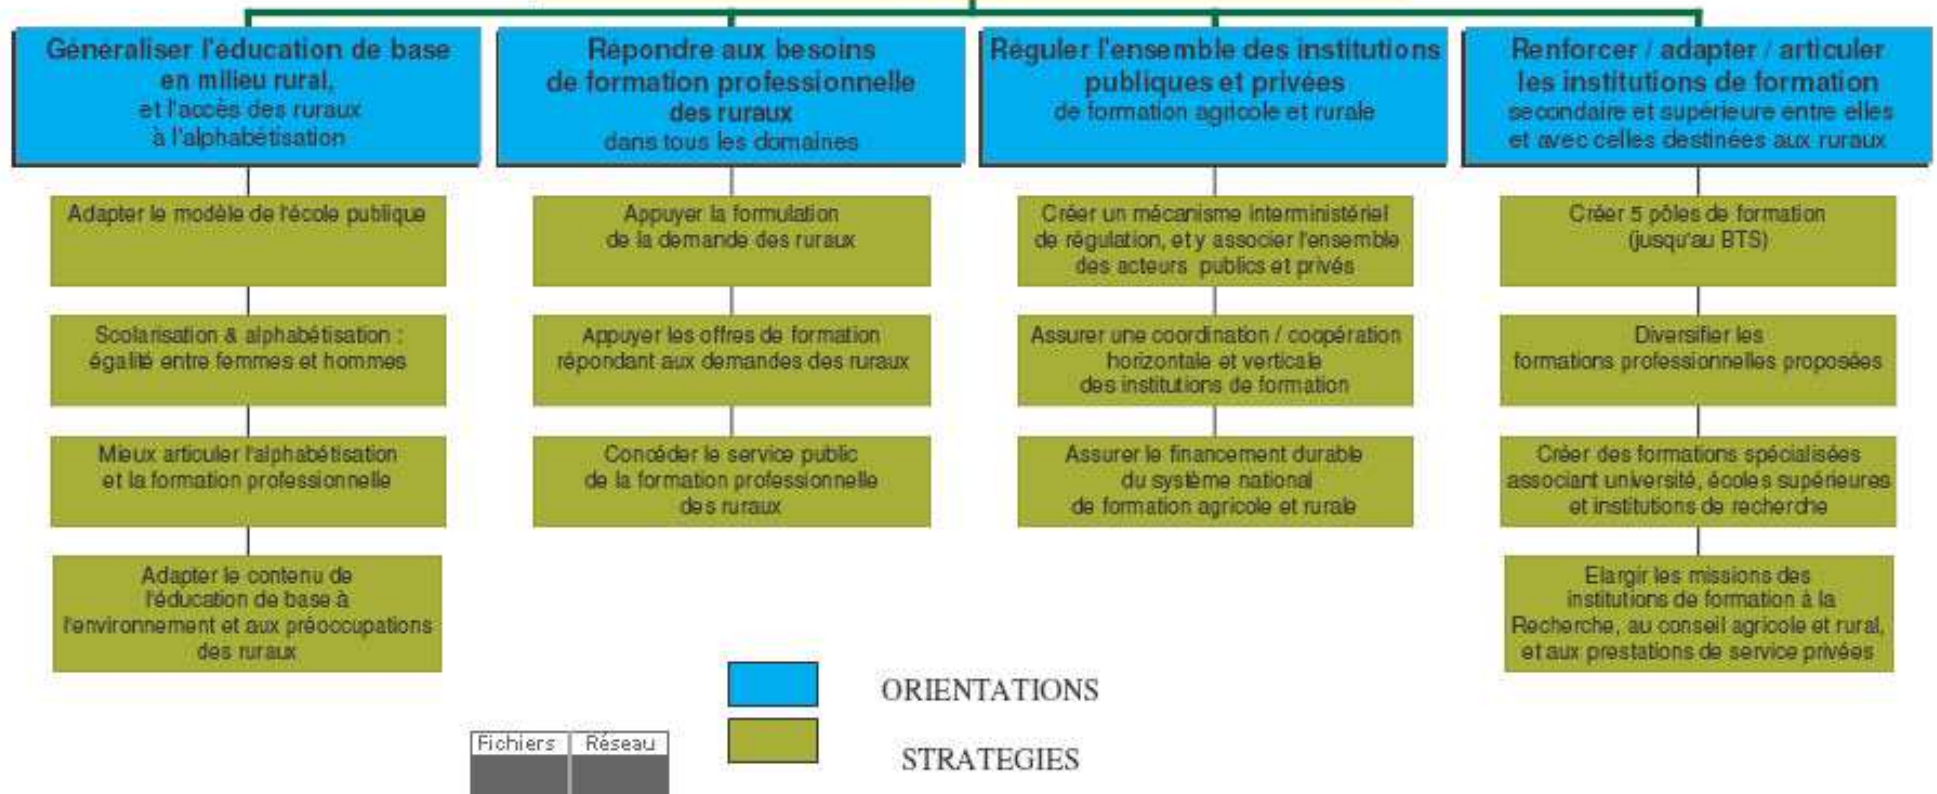 Généraliser l'éducation de base
en milieu rural,
et l'accès des ruraux
à l'alphabétisation
Adapter le modèle de l'école publique
Scolarisation & alphabétisation :
égalité entre femmes et hommes
Mieux articuler l'alphabétisation
et la formation professionnelle
Adapter le contenu de
l'éducation de base à
l'environnement et aux préoccupations
des ruraux
Répondre aux besoins
de formation professionnelle
des ruraux
dans tous les domaines
Appuyer la formulation
de la demande des ruraux
Appuyer les offres de formation
répondant aux demandes des ruraux
Concéder le service public
de la formation professionnelle
des ruraux
Réguler l'ensemble des institutions
publiques et privées
de formation agricole et rurale
Créer un mécanisme interministériel
de régulation, et y associer l'ensemble
des acteurs publics et privés
Assurer une coordination / coopération
horizontale et verticale
des institutions de formation
Assurer le financement durable
du système national
de formation agricole et rurale
Renforcer / adapter / articuler
les institutions de formation
secondaire et supérieure entre elles
et avec celles destinées aux ruraux
Créer 5 pôles de formation
(jusqu'au BTS)
Diversifier les
formations professionnelles proposées
Créer des formations spécialisées
associant université, écoles supérieures
et institutions de recherche
Elargir les missions des
institutions de formation à la
Recherche, au conseil agricole et rural,
et aux prestations de service privées
ORIENTATIONS
STRATEGIES
Fichiers Réseau